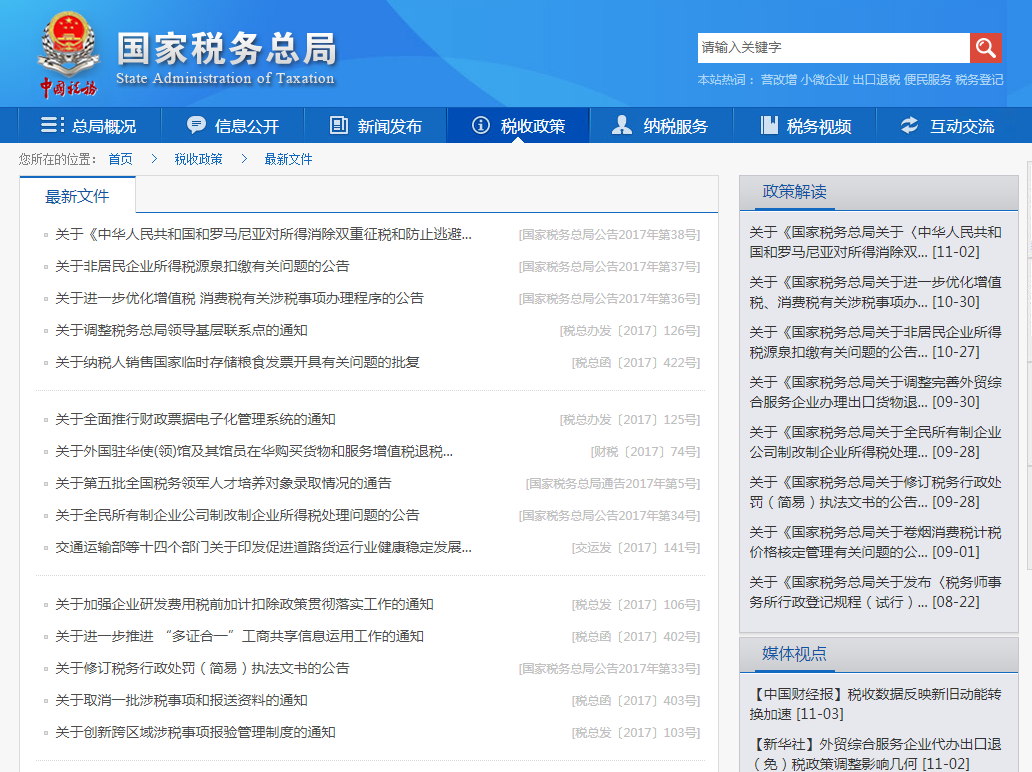 国家税务总局
State Administration of Taxation
中国税务
请输入关键字
本站热词： 营改增 小微企业 出口退税 便民服务 税务登记
总局概况 信息公开 新闻发布 税收政策 纳税服务 税务视频 互动交流
您所在的位置： 首页 > 税收政策 > 最新文件
最新文件
关于《中华人民共和国和罗马尼亚对所得消除双重征税和防止逃避... [国家税务总局公告2017年第38号]
关于非居民企业所得税源泉扣缴有关问题的公告 [国家税务总局公告2017年第37号]
关于进一步优化增值税 消费税有关涉税事项办理程序的公告 [国家税务总局公告2017年第36号]
关于调整税务总局领导基层联系点的通知 [税总办发〔2017〕126号]
关于纳税人销售国家临时存储粮食发票开具有关问题的批复 [税总函〔2017〕422号]
关于全面推行财政票据电子化管理系统的通知 [税总办发〔2017〕125号]
关于外国驻华使(领)馆及其馆员在华购买货物和服务增值税退税... [财税〔2017〕74号]
关于第五批全国税务领军人才培养对象录取情况的通告 [国家税务总局通告2017年第5号]
关于全民所有制企业公司制改制企业所得税处理问题的公告 [国家税务总局公告2017年第34号]
交通运输部等十四个部门关于印发促进道路货运行业健康稳定发展... [交运发〔2017〕141号]
关于加强企业研发费用税前加计扣除政策贯彻落实工作的通知 [税总发〔2017〕106号]
关于进一步推进 “多证合一”工商共享信息运用工作的通知 [税总函〔2017〕402号]
关于修订税务行政处罚（简易）执法文书的公告 [国家税务总局公告2017年第33号]
关于取消一批涉税事项和报送资料的通知 [税总函〔2017〕403号]
关于创新跨区域涉税事项报验管理制度的通知 [税总发〔2017〕103号]
政策解读
关于《国家税务总局关于〈中华人民共和
国和罗马尼亚对所得消除双... [11-02]
关于《国家税务总局关于进一步优化增值
税、消费税有关涉税事项办... [10-30]
关于《国家税务总局关于非居民企业所得
税源泉扣缴有关问题的公告... [10-27]
关于《国家税务总局关于调整完善外贸综
合服务企业办理出口货物退... [09-30]
关于《国家税务总局关于全民所有制企业
公司制改制企业所得税处理... [09-28]
关于《国家税务总局关于修订税务行政处
罚（简易）执法文书的公告... [09-28]
关于《国家税务总局关于卷烟消费税计税
价格核定管理有关问题的公... [09-01]
关于《国家税务总局关于发布〈税务师事
务所行政登记规程（试行）... [08-22]
媒体视点
【中国财经报】税收数据反映新旧动能转
换加速 [11-03]
【新华社】外贸综合服务企业代办出口退
（免）税政策调整影响几何 [11-02]